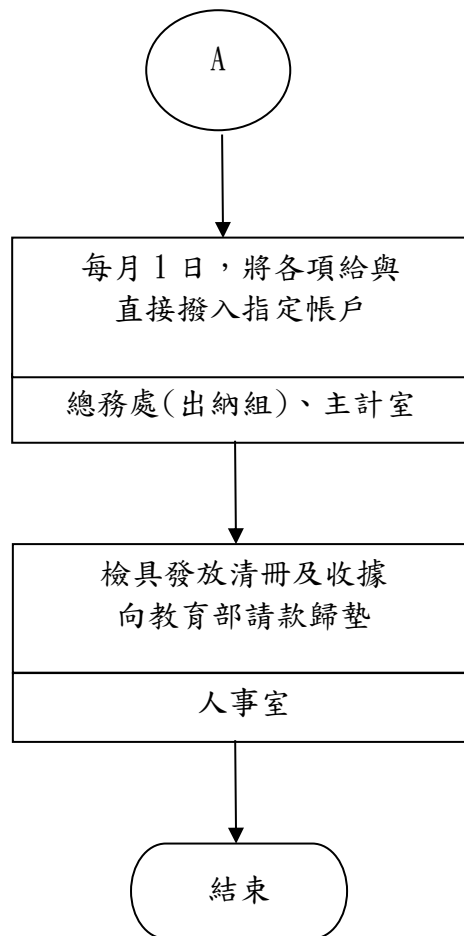 A
每月1日，將各項給與
直接撥入指定帳戶
總務處(出納組)、主計室
檢具發放清冊及收據
向教育部請款歸墊
人事室
結束